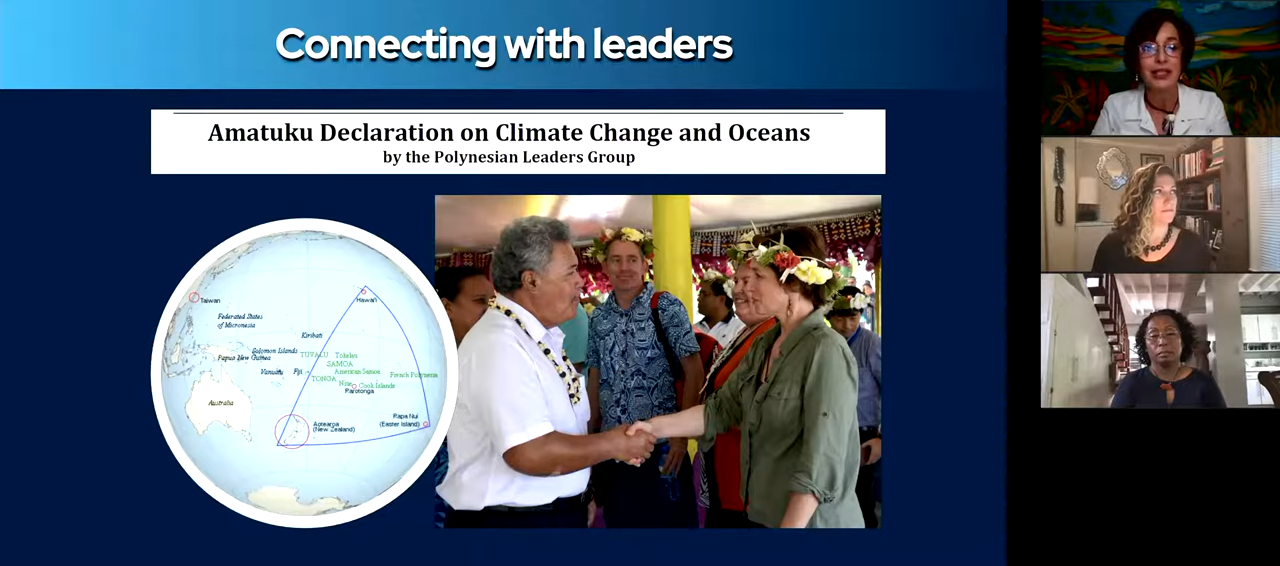 Connecting with leaders
Amatuku Declaration on Climate Change and Oceans
by the Polynesian Leaders Group
Hawaii
Taiwan
Federated States
of Micronesia
Kiribati
Solomon Islands
Papua New Guinea
TUVALU
Tokelau
SAMOA
Vanuatu
Fiji
American Samoa
TONGA
Niue
French Polynesia
Cook Islands
Rarotonga
Australia
Rapa Nui
(Easter Island)
Aotearoa
(New Zealand)